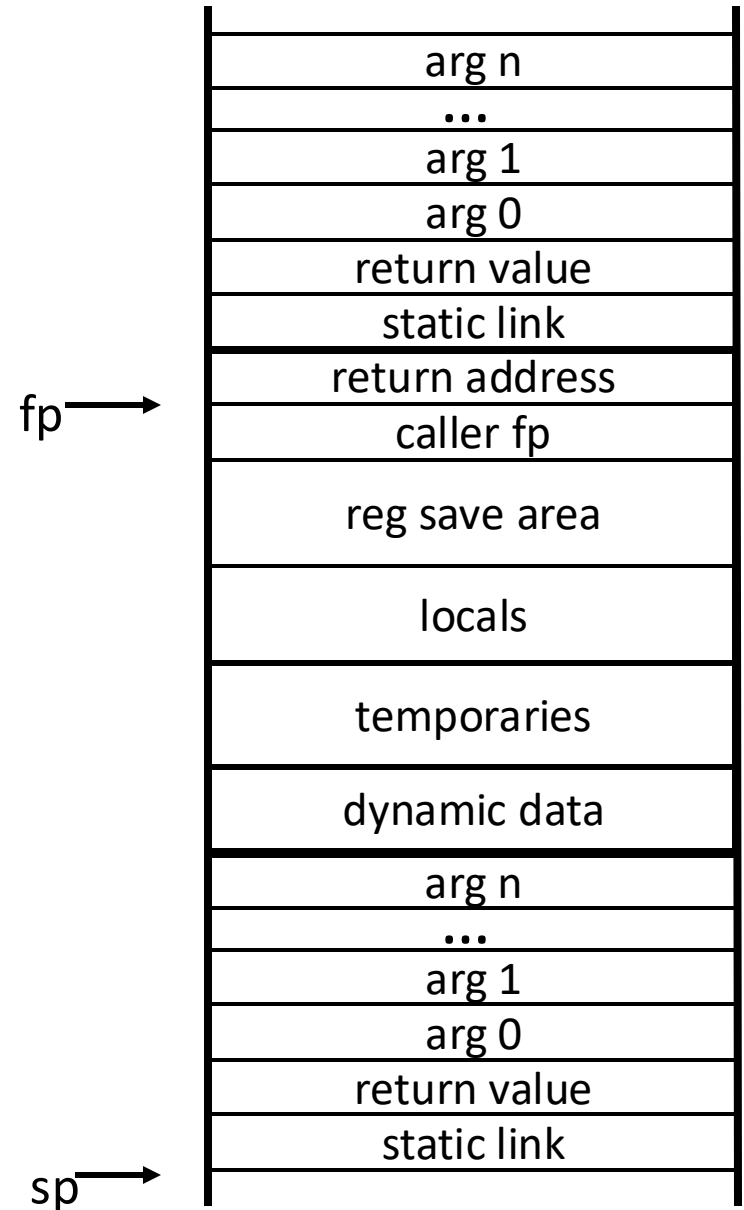 arg n
...
arg 1
arg 0
return value
static link
return address
fp
caller fp
reg save area
locals
temporaries
dynamic data
arg n
...
arg 1
arg 0
return value
static link
sp